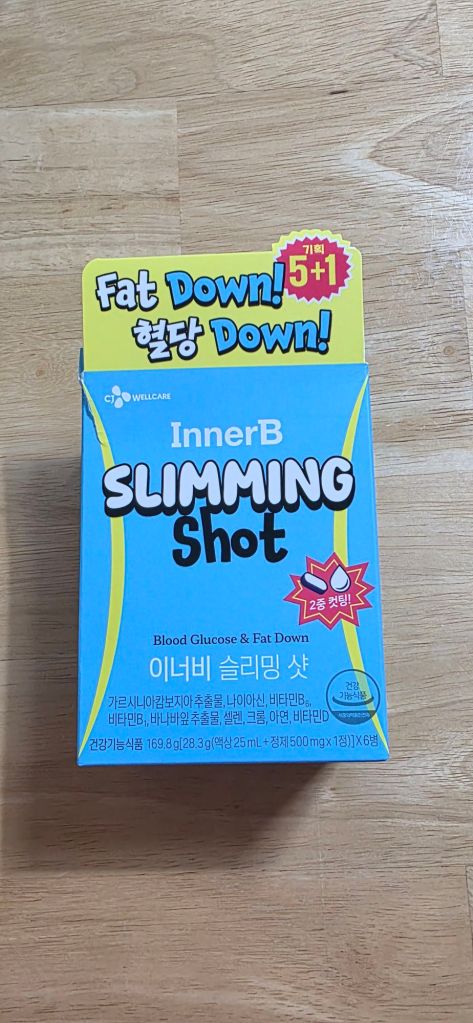 기획
5+1
Fat Down!
혈당 Down!
CJ WELLCARE
InnerB
SLIMMING
Shot
2중 컷팅!
Blood Glucose & Fat Down
이너비 슬리밍 샷
건강
기능식품
가르시니아캄보지아 추출물, 나이아신, 비타민B₆,
비타민B₁, 바나바잎 추출물, 셀렌, 크롬, 아연, 비타민D
건강기능식품 169.8g[28.3g(액상 25mL+정제 500mg x 1정)]X6병